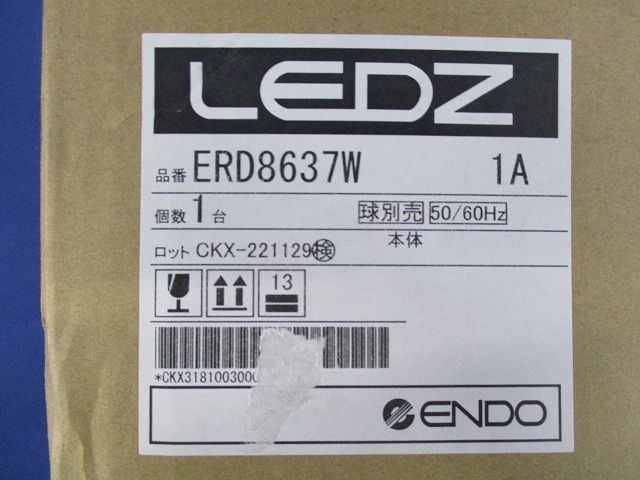 LEDZ
品番 ERD8637W 1A
個数 1 台 球別売 50/60Hz
本体
ロット CKX-221129 検
13
*CKX3181003000
ENDO